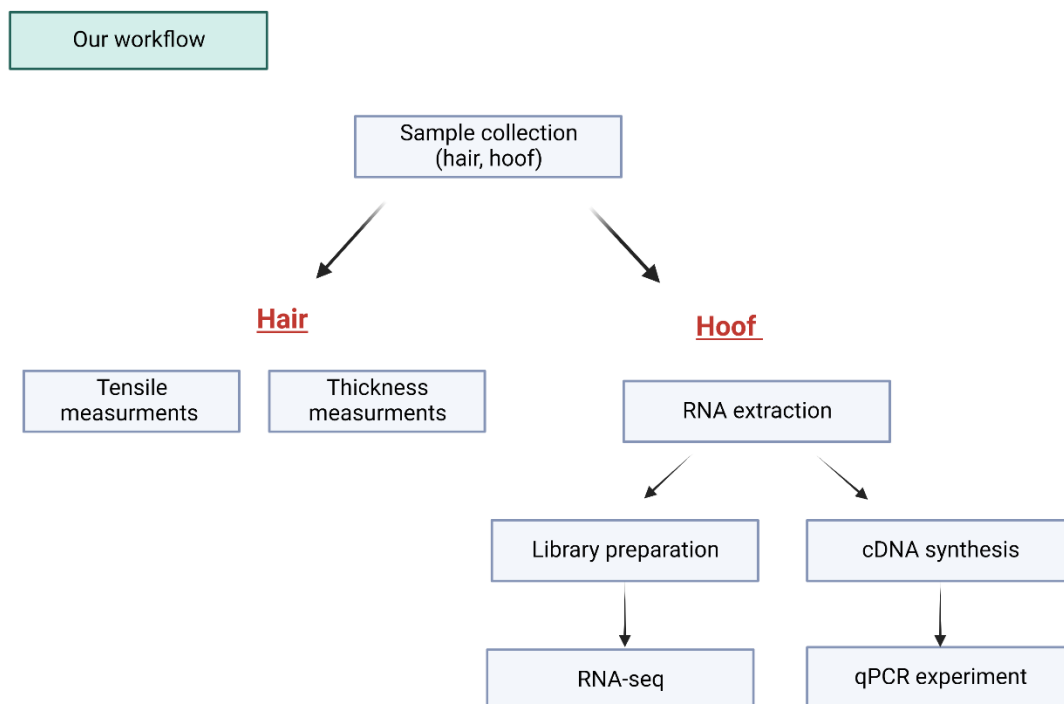 Our workflow
Sample collection
(hair, hoof)
Hair
Hoof
Tensile
measurments
Thickness
measurments
RNA extraction
Library preparation
cDNA synthesis
RNA-seq
qPCR experiment